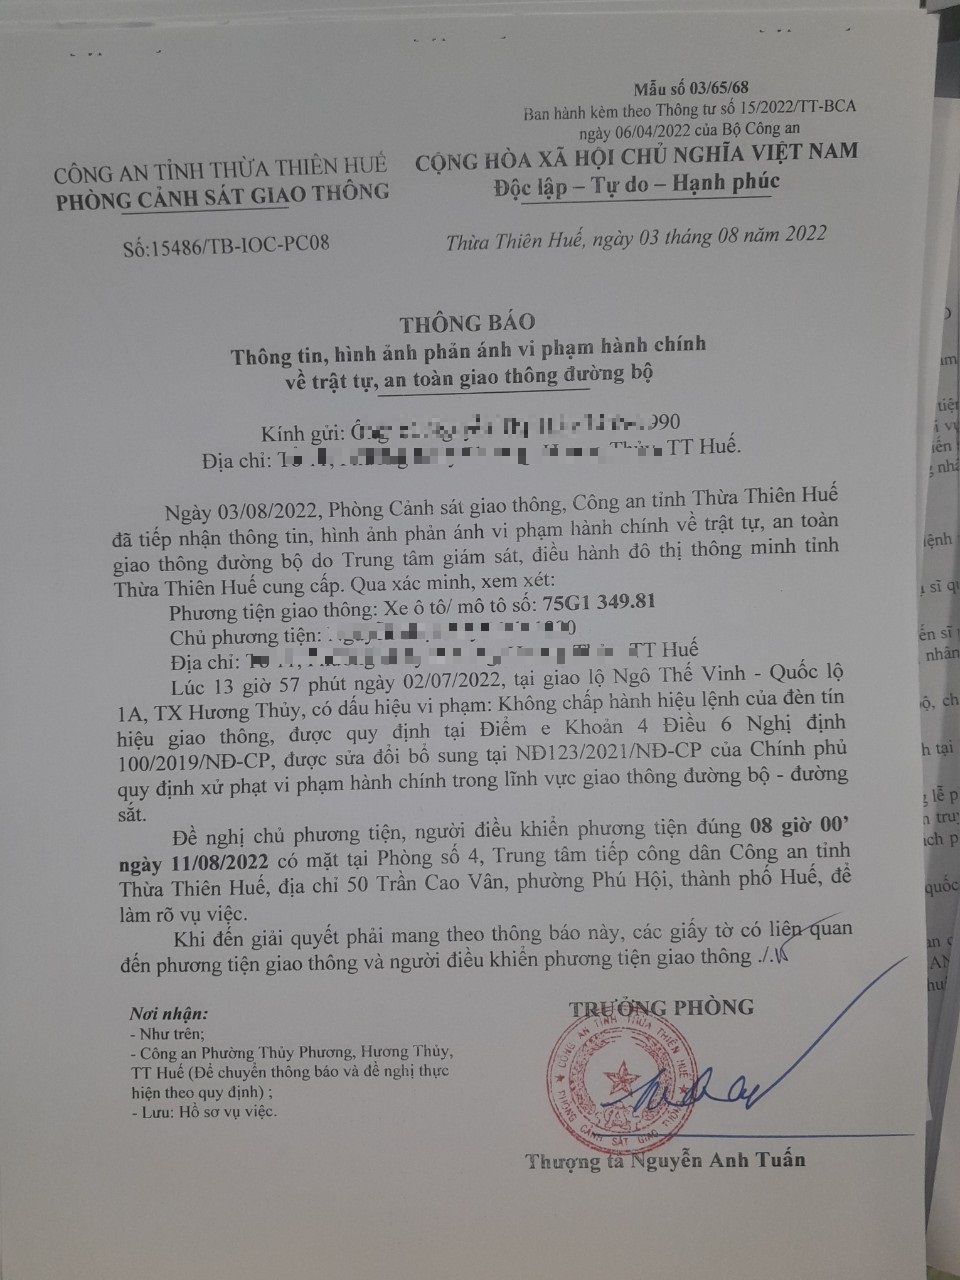 Mẫu số 03/65/68
Ban hành kèm theo Thông tư số 15/2022/TT-BCA
ngày 06/04/2022 của Bộ Công an
CÔNG AN TỈNH THỪA THIÊN HUẾ
PHÒNG CẢNH SÁT GIAO THÔNG
CỘNG HÒA XÃ HỘI CHỦ NGHĨA VIỆT NAM
Độc lập – Tự do – Hạnh phúc
Số:15486/TB-IOC-PC08
Thừa Thiên Huế, ngày 03 tháng 08 năm 2022
THÔNG BÁO
Thông tin, hình ảnh phản ánh vi phạm hành chính
về trật tự, an toàn giao thông đường bộ
Kính gửi: 990
Địa chỉ: TT Huế.
Ngày 03/08/2022, Phòng Cảnh sát giao thông, Công an tỉnh Thừa Thiên Huế
đã tiếp nhận thông tin, hình ảnh phản ánh vi phạm hành chính về trật tự, an toàn
giao thông đường bộ do Trung tâm giám sát, điều hành đô thị thông minh tỉnh
Thừa Thiên Huế cung cấp. Qua xác minh, xem xét:
Phương tiện giao thông: Xe ô tô/ mô tô số: 75G1 349.81
Chủ phương tiện:
Địa chỉ: TT Huế
Lúc 13 giờ 57 phút ngày 02/07/2022, tại giao lộ Ngô Thế Vinh - Quốc lộ
1A, TX Hương Thủy, có dấu hiệu vi phạm: Không chấp hành hiệu lệnh của đèn tín
hiệu giao thông, được quy định tại Điểm e Khoản 4 Điều 6 Nghị định
100/2019/NĐ-CP, được sửa đổi bổ sung tại NĐ123/2021/NĐ-CP của Chính phủ
quy định xử phạt vi phạm hành chính trong lĩnh vực giao thông đường bộ - đường
sắt.
Đề nghị chủ phương tiện, người điều khiển phương tiện đúng 08 giờ 00’
ngày 11/08/2022 có mặt tại Phòng số 4, Trung tâm tiếp công dân Công an tỉnh
Thừa Thiên Huế, địa chỉ 50 Trần Cao Vân, phường Phú Hội, thành phố Huế, để
làm rõ vụ việc.
Khi đến giải quyết phải mang theo thông báo này, các giấy tờ có liên quan
đến phương tiện giao thông và người điều khiển phương tiện giao thông ./.
Nơi nhận:
- Như trên;
- Công an Phường Thủy Phương, Hương Thủy,
TT Huế (Để chuyển thông báo và đề nghị thực
hiện theo quy định) ;
- Lưu: Hồ sơ vụ việc.
TRƯỞNG PHÒNG
CÔNG AN TỈNH THỪA THIÊN HUẾ
PHÒNG CẢNH SÁT GIAO THÔNG
Thượng tá Nguyễn Anh Tuấn